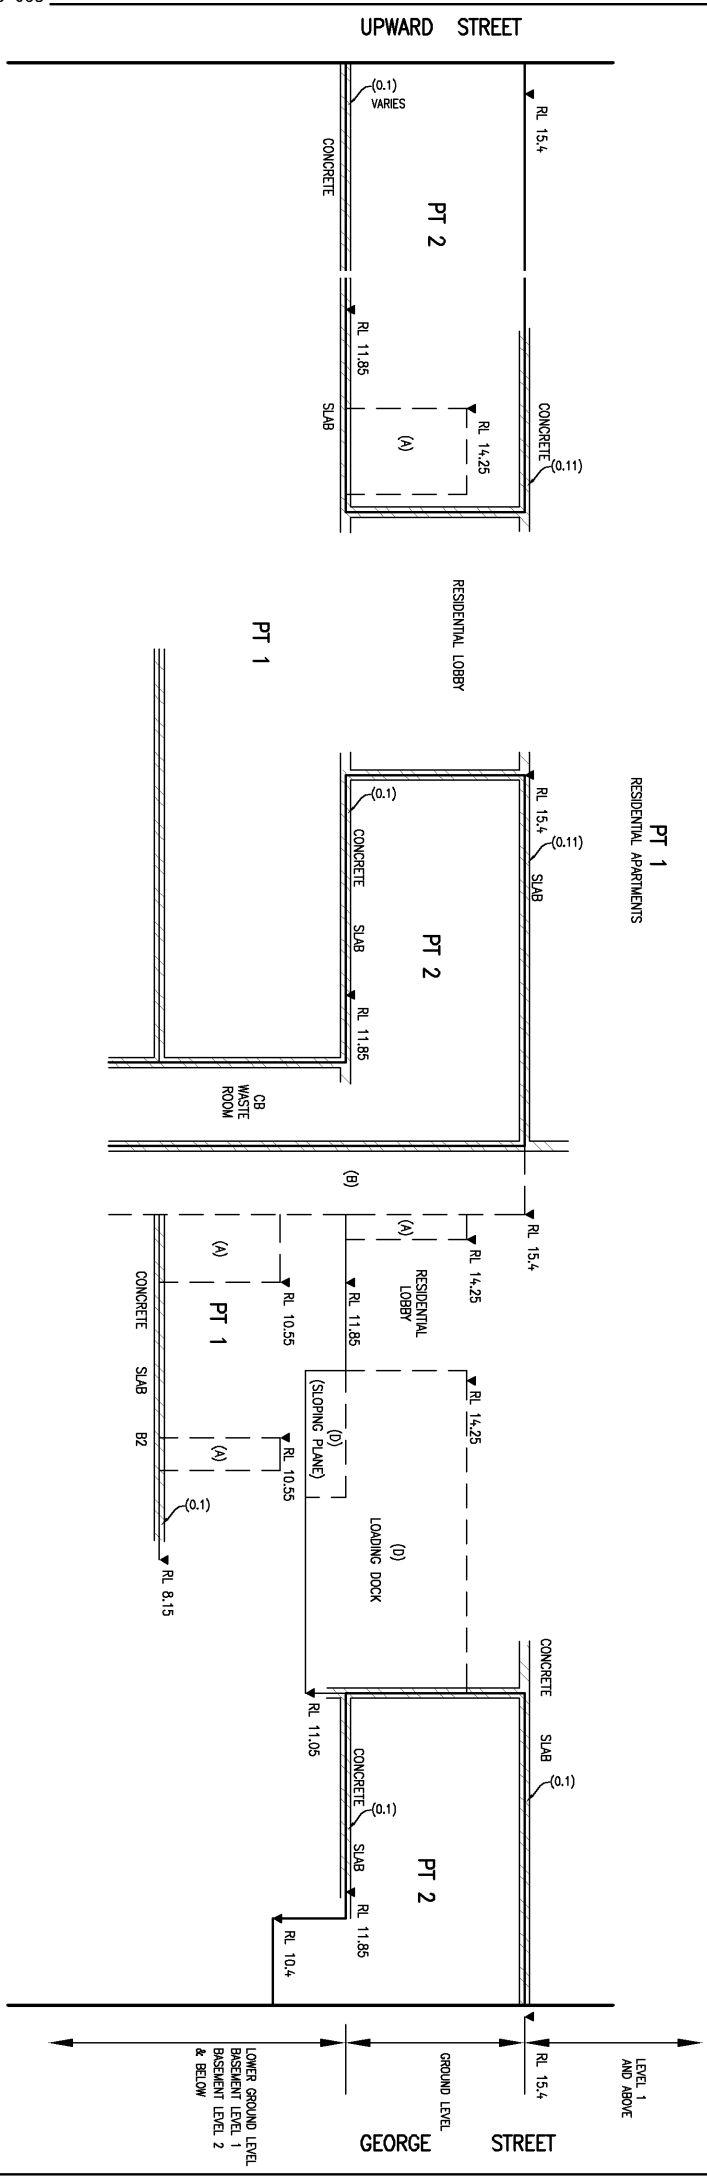 UPWARD STREET
(0.1)
VARIES
RL 15.4
CONCRETE
PT 2
RL 11.85
SLAB
(A)
RL 14.25
CONCRETE
(0.11)
RESIDENTIAL LOBBY
PT 1
PT 1
RESIDENTIAL APARTMENTS
RL 15.4
(0.1)
(0.11)
CONCRETE
SLAB
SLAB
PT 2
RL 11.85
CB
WASTE
ROOM
(B)
RL 15.4
(A)
RL 14.25
(A)
RESIDENTIAL
LOBBY
RL 11.85
RL 10.55
CONCRETE
PT 1
SLAB
B2
RL 14.25
(D)
(SLOPING PLANE)
RL 10.55
(A)
(0.1)
RL 8.15
(D)
LOADING DOCK
CONCRETE
SLAB
(0.1)
RL 11.05
CONCRETE
(0.1)
SLAB
PT 2
RL 11.85
RL 10.4
LEVEL 1
AND ABOVE
RL 15.4
GROUND LEVEL
LOWER GROUND LEVEL
BASEMENT LEVEL 1
BASEMENT LEVEL 2
& BELOW
GEORGE STREET